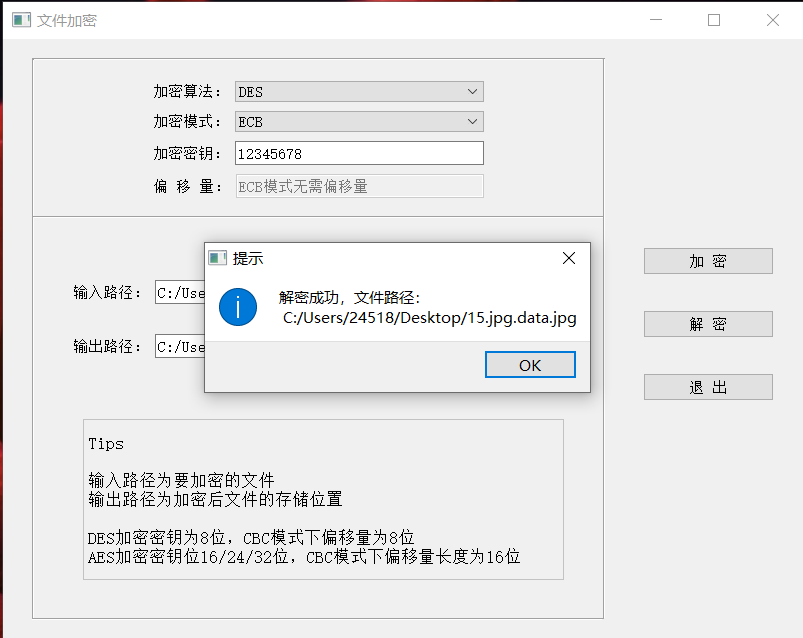 文件加密
加密算法： DES
加密模式： ECB
加密密钥： 12345678
偏 移 量： ECB模式无需偏移量
提示
解密成功，文件路径：
C:/Users/24518/Desktop/15.jpg.data.jpg
OK
输入路径： C:/Use
输出路径： C:/Use
加 密
解 密
退 出
Tips
输入路径为要加密的文件
输出路径为加密后文件的存储位置
DES加密密钥为8位，CBC模式下偏移量为8位
AES加密密钥位16/24/32位，CBC模式下偏移量长度为16位